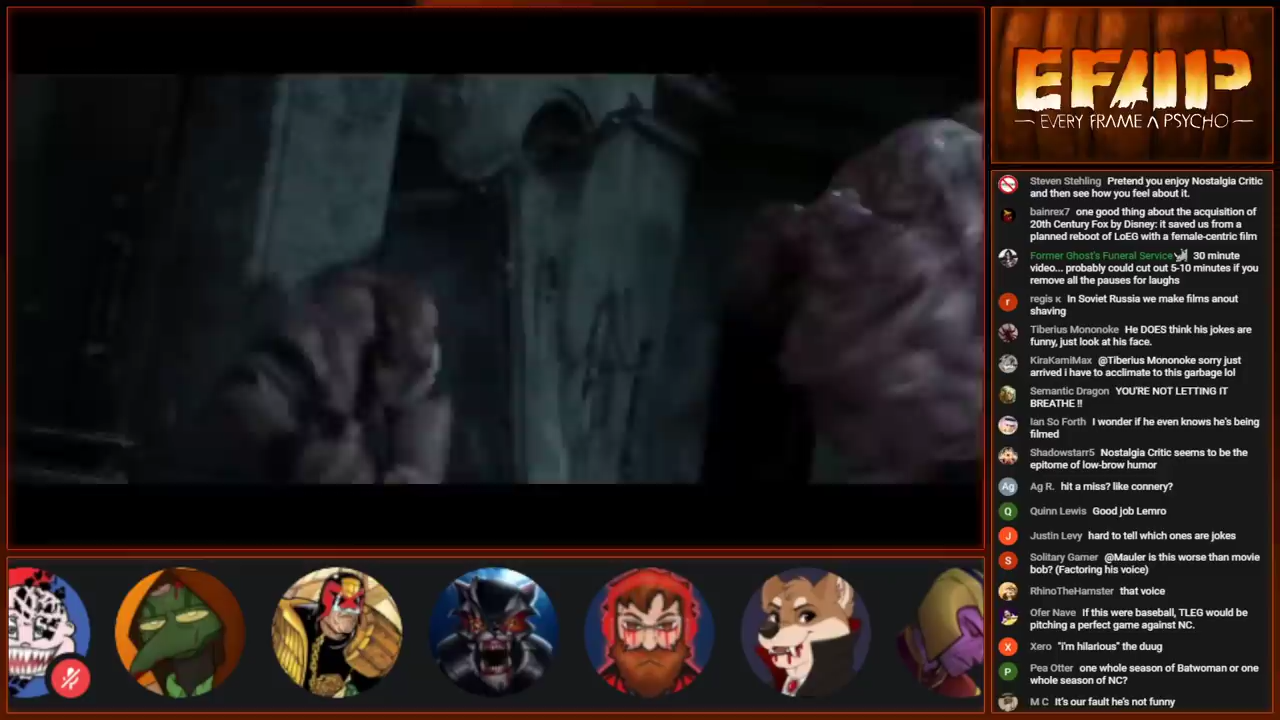 EFAP
EVERY FRAME A PSYCHO
Steven Stehling Pretend you enjoy Nostalgia Critic
and then see how you feel about it.
bainrex7 one good thing about the acquisition of
20th Century Fox by Disney: it saved us from a
planned reboot of LoEG with a female-centric film
Former Ghost's Funeral Service 30 minute
video... probably could cut out 5-10 minutes if you
remove all the pauses for laughs
r
regis ĸ In Soviet Russia we make films anout
shaving
Tiberius Mononoke He DOES think his jokes are
funny, just look at his face.
KiraKamiMax @Tiberius Mononoke sorry just
arrived i have to acclimate to this garbage lol
Semantic Dragon YOU'RE NOT LETTING IT
BREATHE !!
Ian So Forth I wonder if he even knows he's being
filmed
Shadowstarr5 Nostalgia Critic seems to be the
epitome of low-brow humor
Ag
Ag R. hit a miss? like connery?
Q
Quinn Lewis Good job Lemro
J
Justin Levy hard to tell which ones are jokes
S
Solitary Gamer @Mauler is this worse than movie
bob? (Factoring his voice)
RhinoTheHamster that voice
Ofer Nave If this were baseball, TLEG would be
pitching a perfect game against NC.
X
Xero "i'm hilarious" the duug
P
Pea Otter one whole season of Batwoman or one
whole season of NC?
M C It's our fault he's not funny